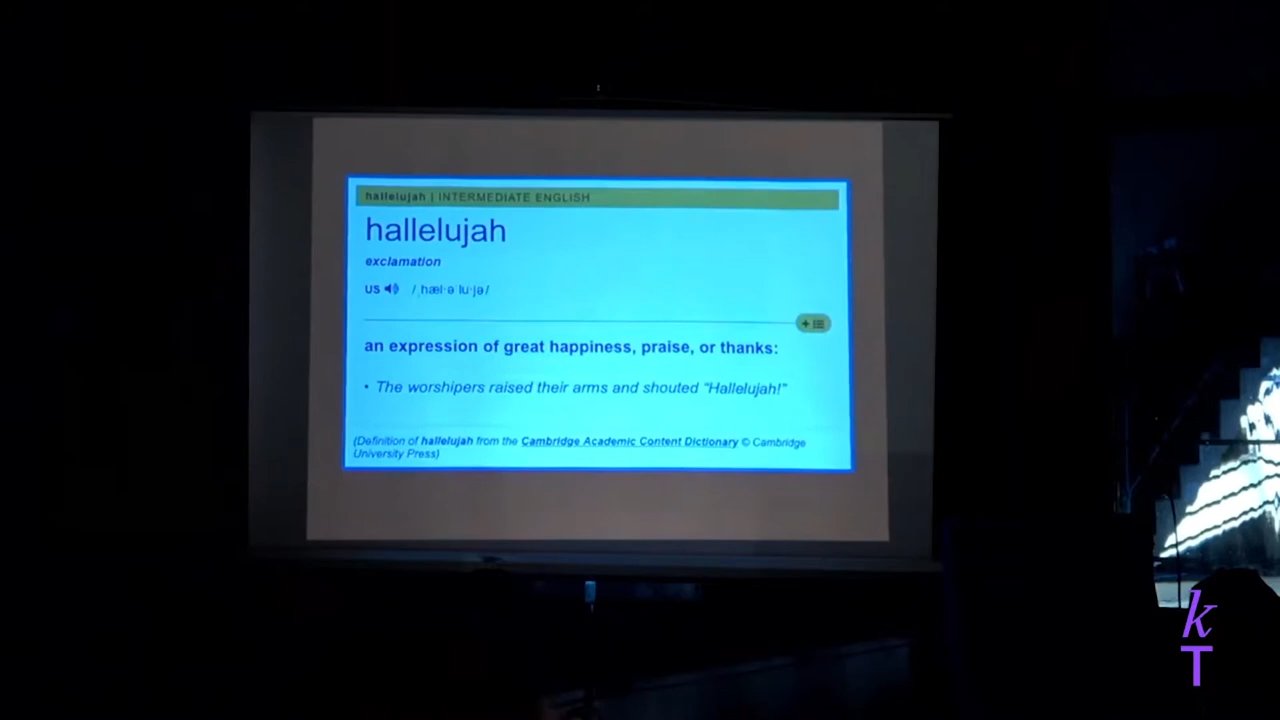 hallelujah | INTERMEDIATE ENGLISH
hallelujah
exclamation
US /ˌhæl·əˈlu·jə/
an expression of great happiness, praise, or thanks:
• The worshipers raised their arms and shouted "Hallelujah!"
(Definition of hallelujah from the Cambridge Academic Content Dictionary © Cambridge
University Press)
k
T